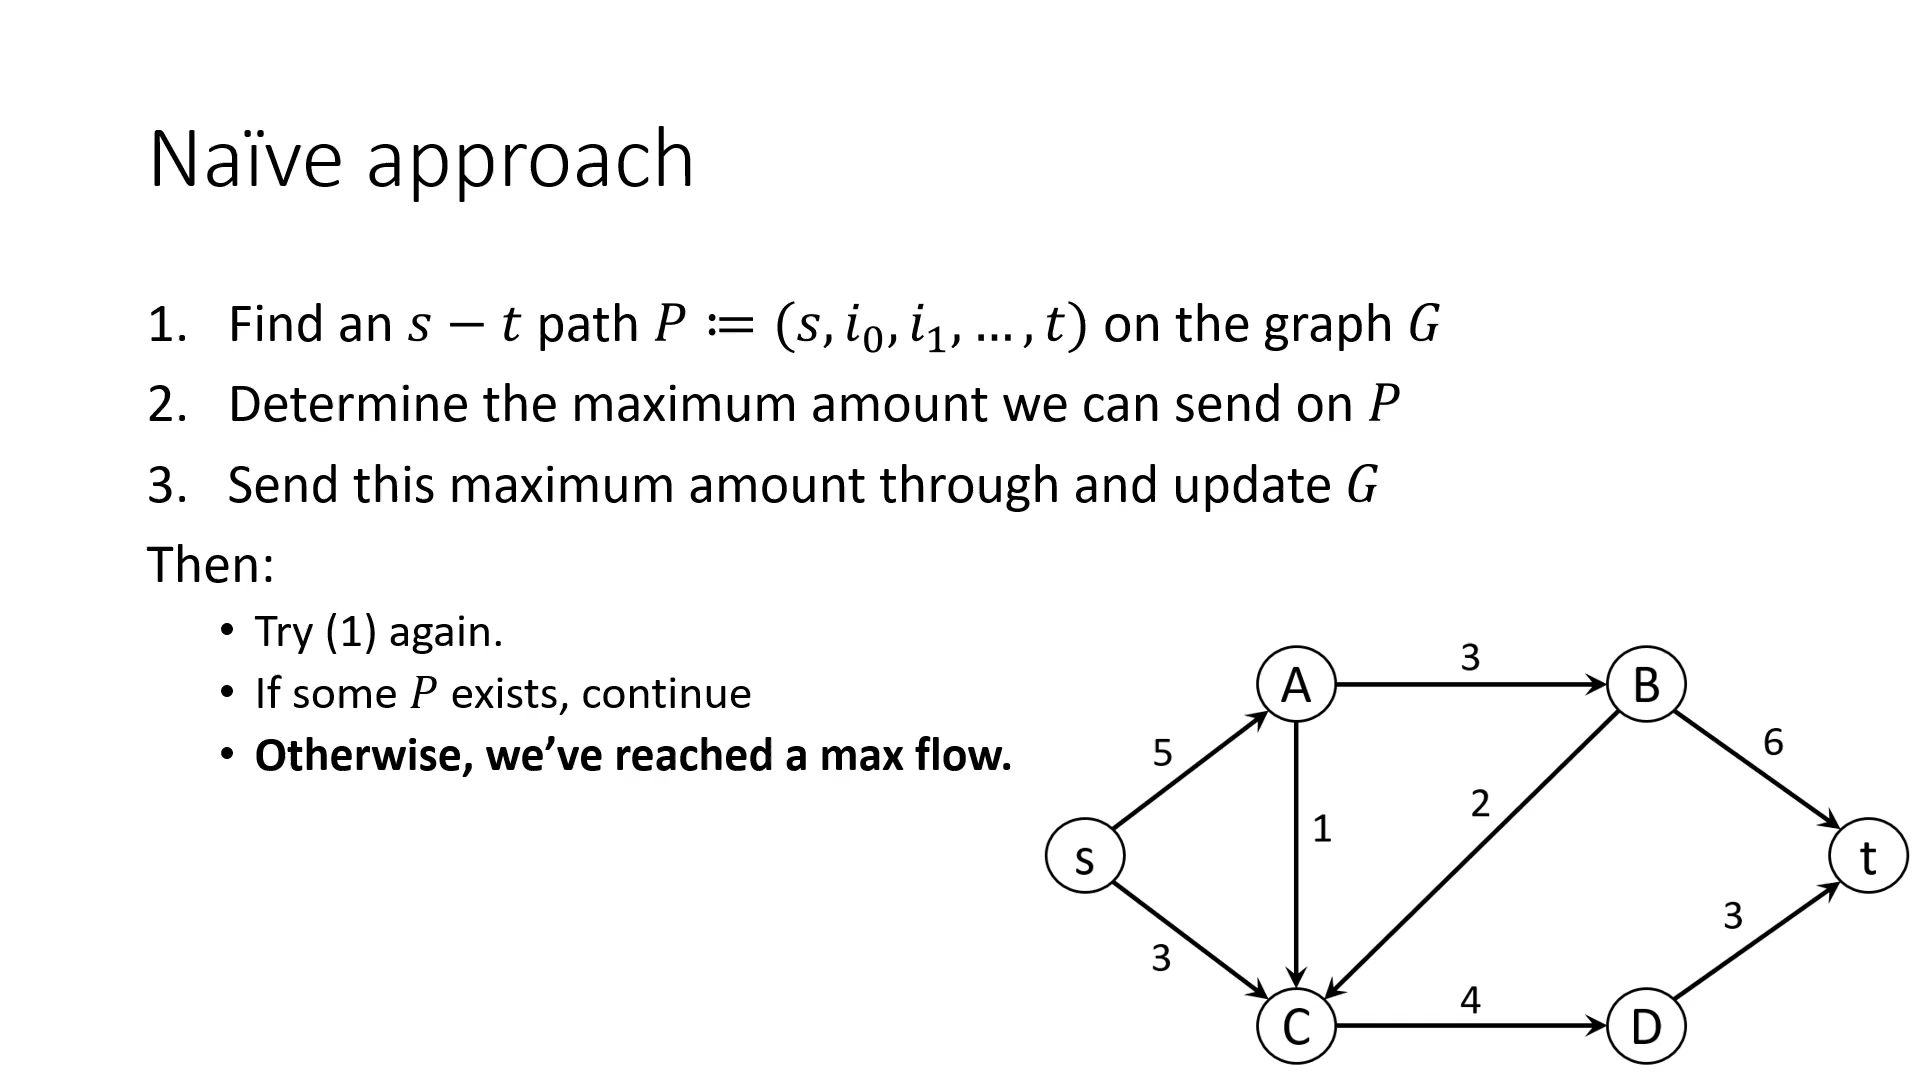 Naïve approach
1. Find an 𝑠 − 𝑡 path 𝑃 ≔ (𝑠, 𝑖₀, 𝑖₁, … , 𝑡) on the graph 𝐺
2. Determine the maximum amount we can send on 𝑃
3. Send this maximum amount through and update 𝐺
Then:
• Try (1) again.
• If some 𝑃 exists, continue
• Otherwise, we’ve reached a max flow.
3
A
B
5
6
2
1
s
t
3
3
4
C
D